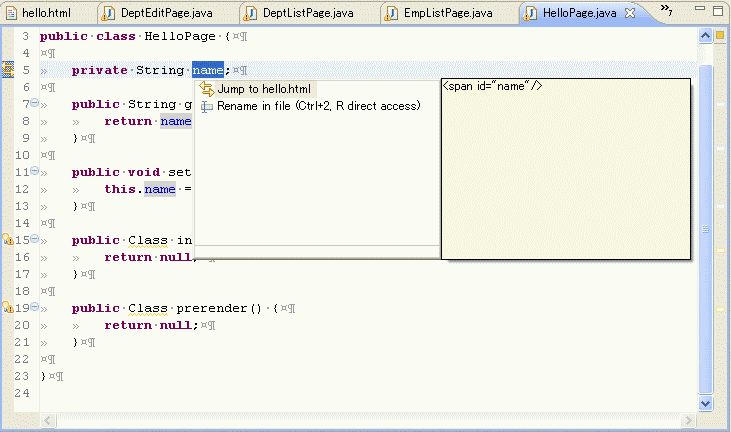 hello.html DeptEditPage.java DeptListPage.java EmpListPage.java HelloPage.java »7
3 public·class·HelloPage·{¤¶
4 ¤¶
5 » private·String·name;·¤¶
6
7 » public·String·g
8 » » return·name
9 » }¤¶
10 ¤¶
11 » public·void·set
12 » » this.name·=
13 » }¤¶
14 ¤¶
15 » public·Class·in
16 » » return·null;
17 » }¤¶
18 ¤¶
19 » public·Class·prerender()·{¤¶
20 » » return·null;¤¶
21 » }¤¶
22 ¤¶
23 }¤¶
24
Jump to hello.html
Rename in file (Ctrl+2, R direct access)
<span id="name"/>